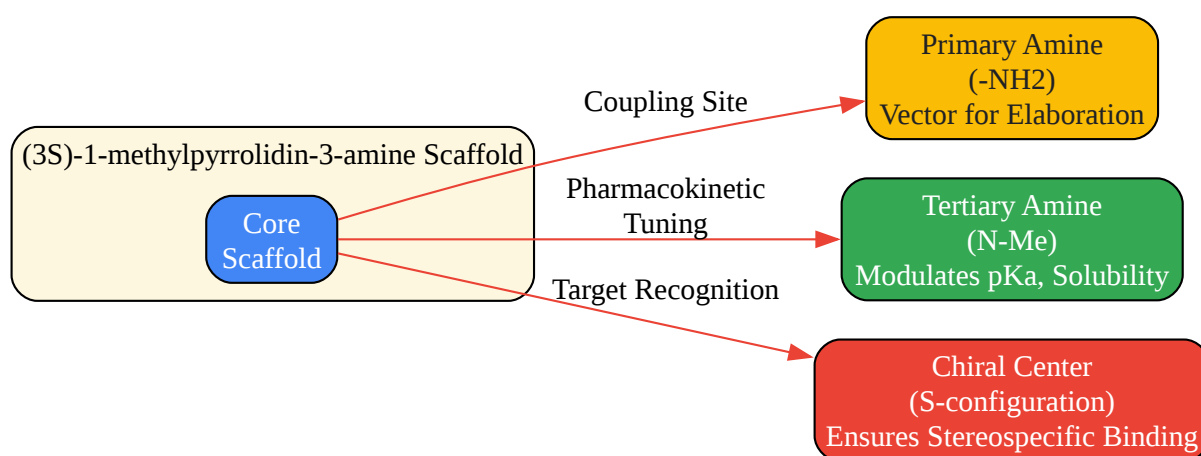 (3S)-1-methylpyrrolidin-3-amine Scaffold
Core
Scaffold
Coupling Site
Pharmacokinetic
Tuning
Target Recognition
Primary Amine
(-NH2)
Vector for Elaboration
Tertiary Amine
(N-Me)
Modulates pKa, Solubility
Chiral Center
(S-configuration)
Ensures Stereospecific Binding